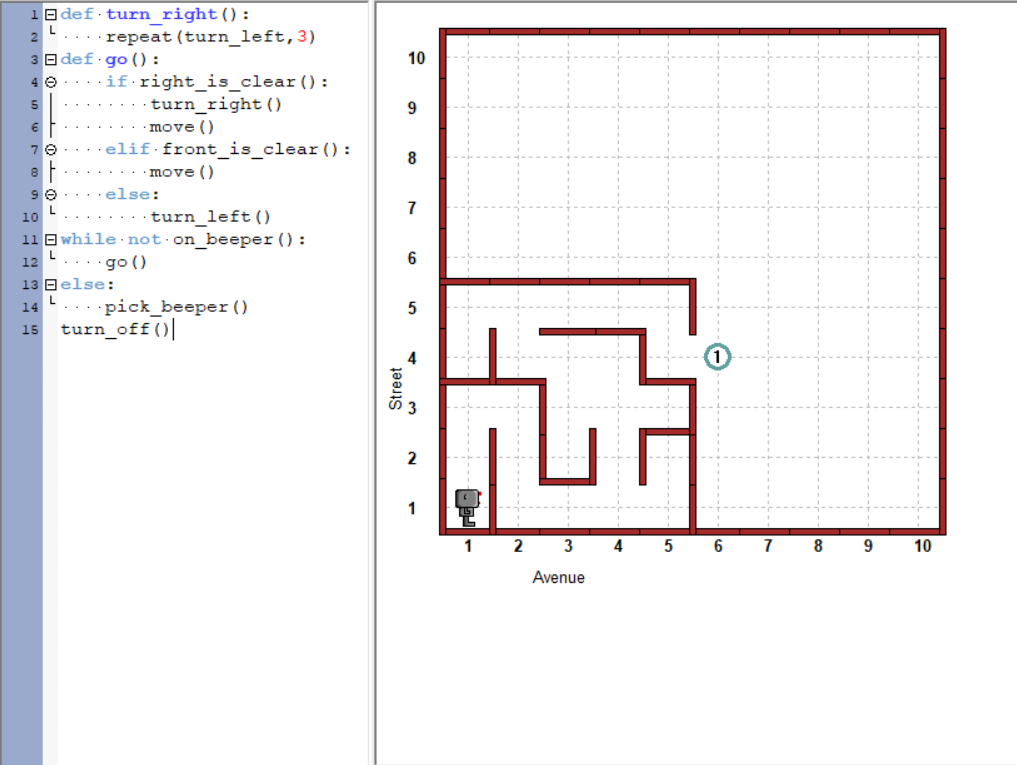 1 def turn_right():
2 repeat(turn_left,3)
3 def go():
4 if right_is_clear():
5 turn_right()
6 move()
7 elif front_is_clear():
8 move()
9 else:
10 turn_left()
11 while not on_beeper():
12 go()
13 else:
14 pick_beeper()
15 turn_off()
10
9
8
7
6
5
4
3
2
1
Street
1
1 2 3 4 5 6 7 8 9 10
Avenue